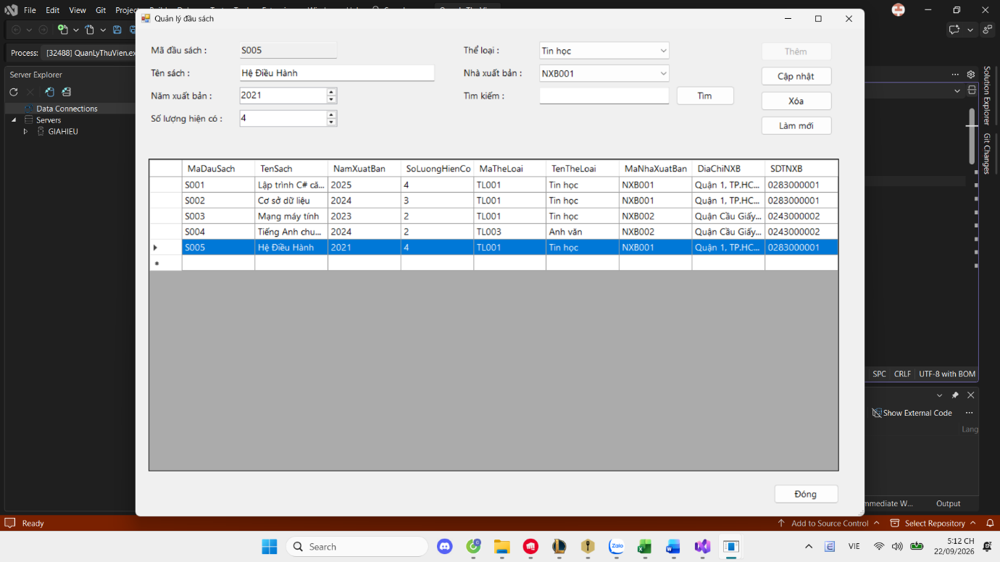 File Edit View Git
Quản lý đầu sách
Process: [32488] QuanLyThuVien.ex
Server Explorer
Data Connections
Servers
GIAHIEU
Mã đầu sách : S005
Thể loại : Tin học
Thêm
Tên sách : Hệ Điều Hành
Nhà xuất bản : NXB001
Cập nhật
Năm xuất bản : 2021
Tìm kiếm : Tìm
Xóa
Số lượng hiện có : 4
Làm mới
MaDauSach TenSach NamXuatBan SoLuongHienCo MaTheLoai TenTheLoai MaNhaXuatBan DiaChiNXB SDTNXB
S001 Lập trình C# că... 2025 4 TL001 Tin học NXB001 Quận 1, TP.HC... 0283000001
S002 Cơ sở dữ liệu 2024 3 TL001 Tin học NXB001 Quận 1, TP.HC... 0283000001
S003 Mạng máy tính 2023 2 TL001 Tin học NXB002 Quận Cầu Giấy... 0243000002
S004 Tiếng Anh chu... 2024 2 TL003 Anh văn NXB002 Quận Cầu Giấy... 0243000002
S005 Hệ Điều Hành 2021 4 TL001 Tin học NXB001 Quận 1, TP.HC... 0283000001
Đóng
Solution Explorer
Git Changes
SPC CRLF UTF-8 with BOM
Show External Code
Lang
mmediate W... Output
Ready
Add to Source Control
Select Repository
Search
Zalo
VIE
5:12 CH
22/09/2026